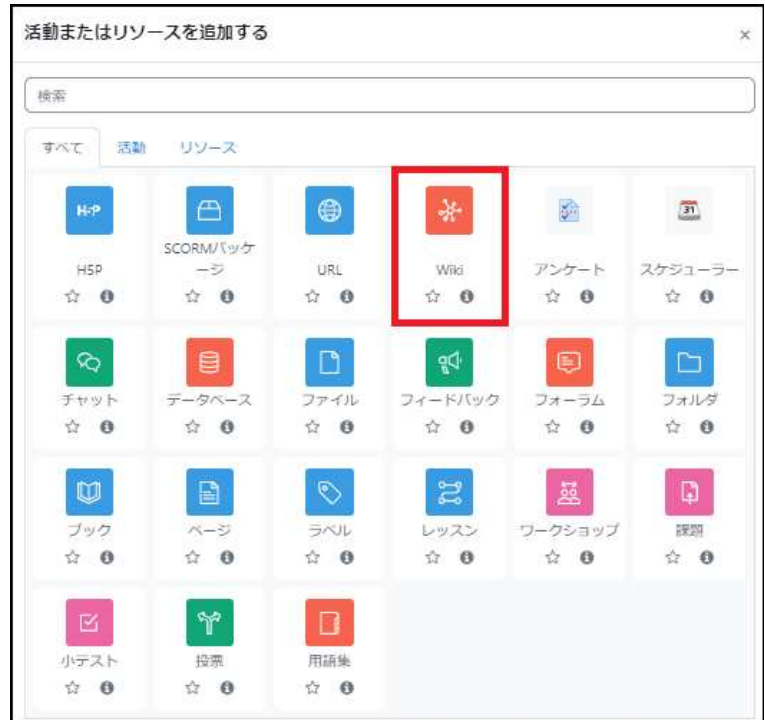 活動またはリソースを追加する
×
検索
すべて 活動 リソース
H5P
H5P
SCORMパッケ
ージ
URL
Wiki
アンケート
31
スケジューラー
チャット
データベース
ファイル
フィードバック
フォーラム
フォルダ
ブック
ページ
ラベル
レッスン
ワークショップ
課題
小テスト
投票
用語集